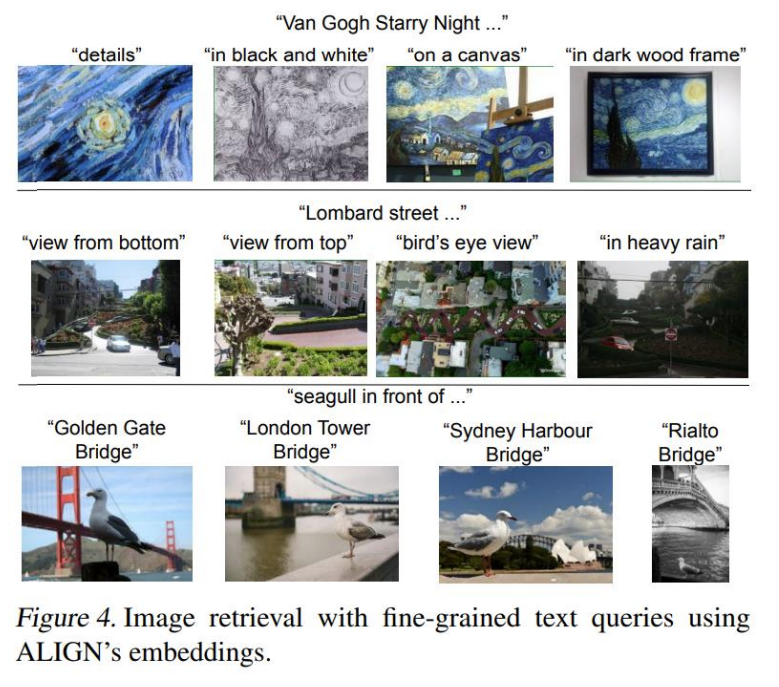 “Van Gogh Starry Night ...”
“details” “in black and white” “on a canvas” “in dark wood frame”
“Lombard street ...”
“view from bottom” “view from top” “bird’s eye view” “in heavy rain”
“seagull in front of ...”
“Golden Gate Bridge” “London Tower Bridge” “Sydney Harbour Bridge” “Rialto Bridge”
Figure 4. Image retrieval with fine-grained text queries using
ALIGN’s embeddings.